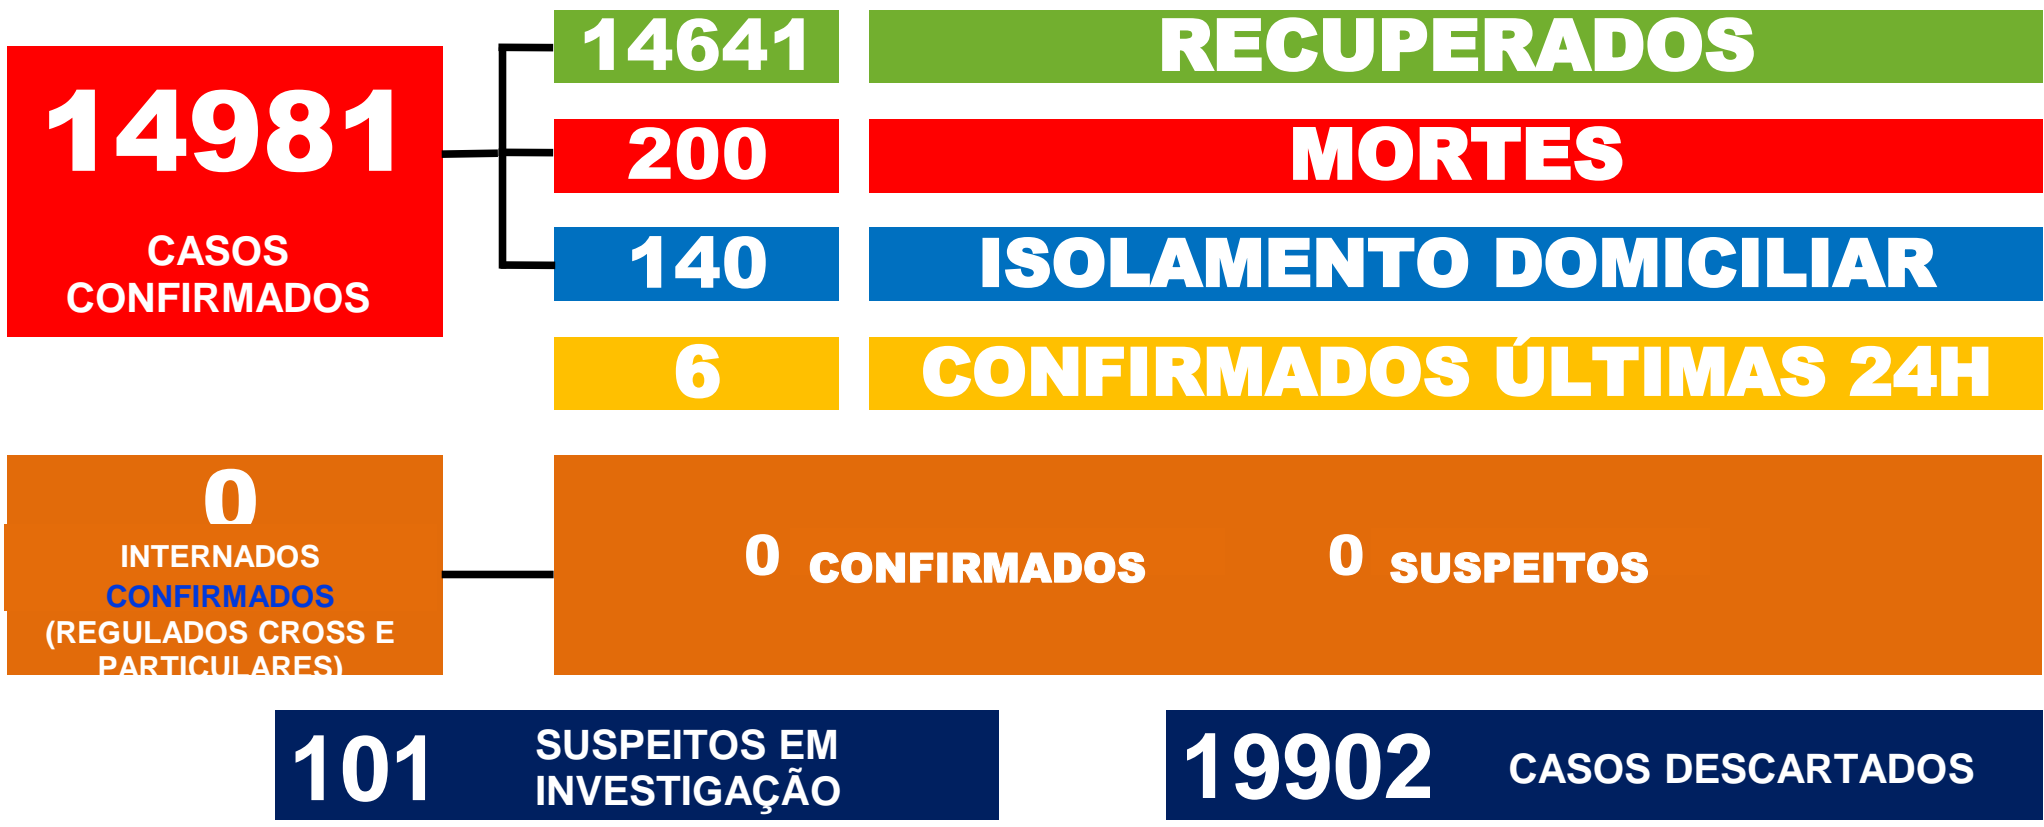 14981
CASOS
CONFIRMADOS
14641 RECUPERADOS
200 MORTES
140 ISOLAMENTO DOMICILIAR
6 CONFIRMADOS ÚLTIMAS 24H
0
INTERNADOS
CONFIRMADOS
(REGULADOS CROSS E
PARTICULARES)
0 CONFIRMADOS 0 SUSPEITOS
101 SUSPEITOS EM
INVESTIGAÇÃO
19902 CASOS DESCARTADOS